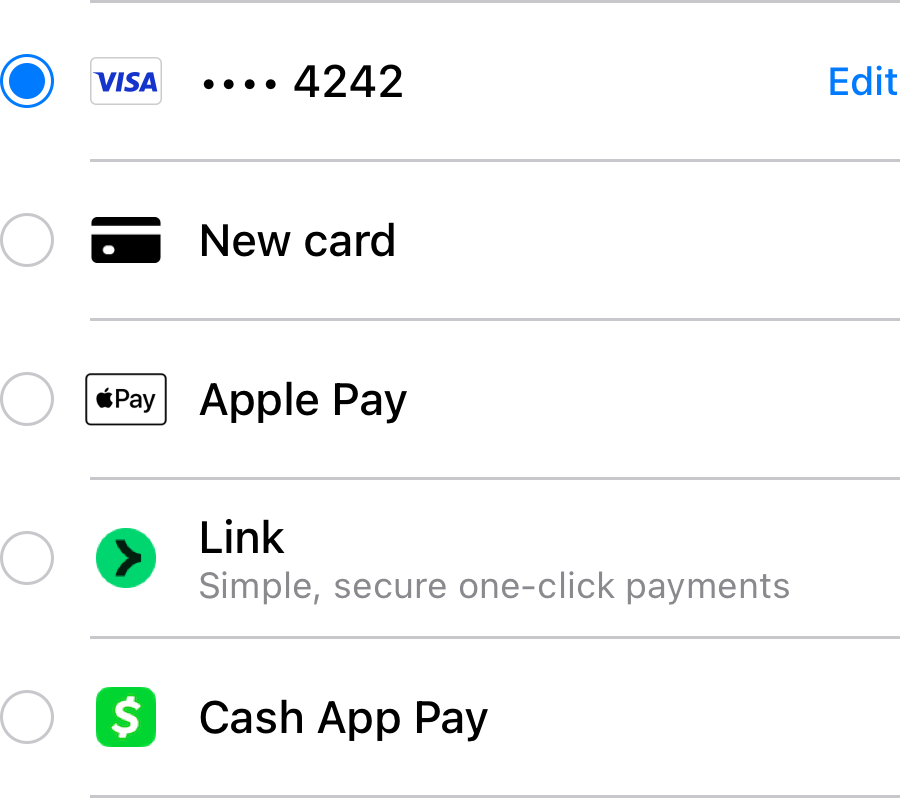 VISA •••• 4242 Edit
New card
Pay Apple Pay
Link
Simple, secure one-click payments
$ Cash App Pay